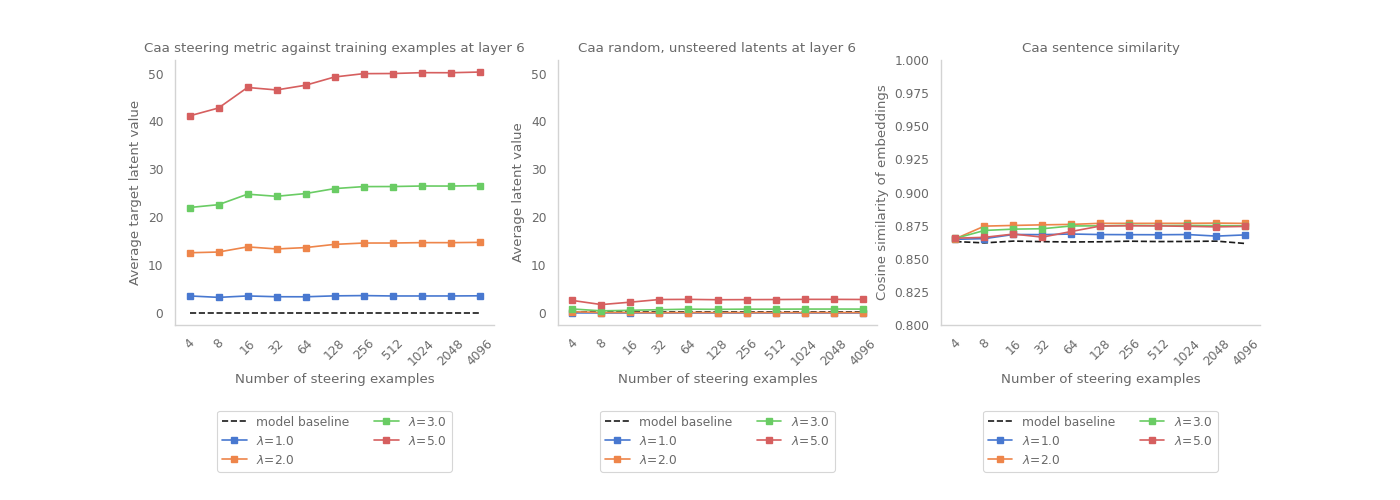 Caa steering metric against training examples at layer 6
Average target latent value
50
40
30
20
10
0
4 8 16 32 64 128 256 512 1024 2048 4096
Number of steering examples
model baseline
λ=1.0
λ=2.0
λ=3.0
λ=5.0
Caa random, unsteered latents at layer 6
Average latent value
50
40
30
20
10
0
4 8 16 32 64 128 256 512 1024 2048 4096
Number of steering examples
model baseline
λ=1.0
λ=2.0
λ=3.0
λ=5.0
Caa sentence similarity
Cosine similarity of embeddings
1.000
0.975
0.950
0.925
0.900
0.875
0.850
0.825
0.800
4 8 16 32 64 128 256 512 1024 2048 4096
Number of steering examples
model baseline
λ=1.0
λ=2.0
λ=3.0
λ=5.0